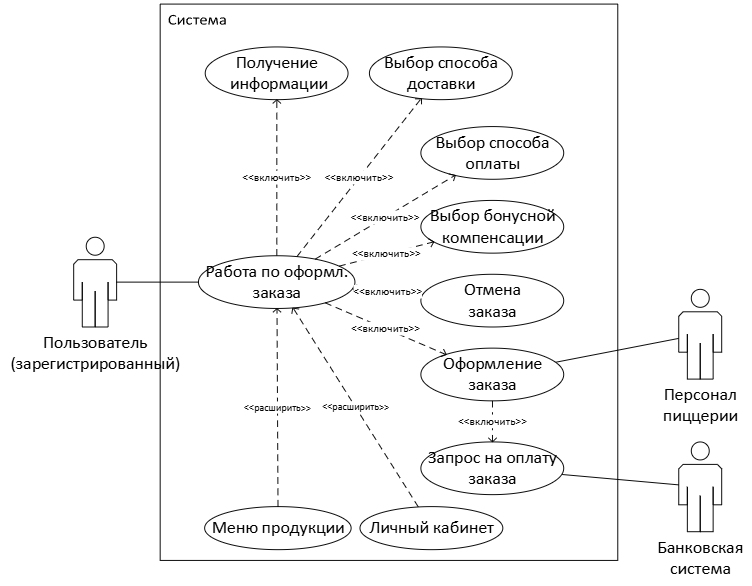 Система
Получение
информации
Выбор способа
доставки
Выбор способа
оплаты
<<включить>>
<<включить>>
Выбор бонусной
компенсации
<<включить>>
<<включить>>
Работа по оформл.
заказа
<<включить>>
Отмена
заказа
<<включить>>
Пользователь
(зарегистрированный)
Оформление
заказа
Персонал
пиццерии
<<расширить>>
<<расширить>>
<<включить>>
Запрос на оплату
заказа
Меню продукции
Личный кабинет
Банковская
система